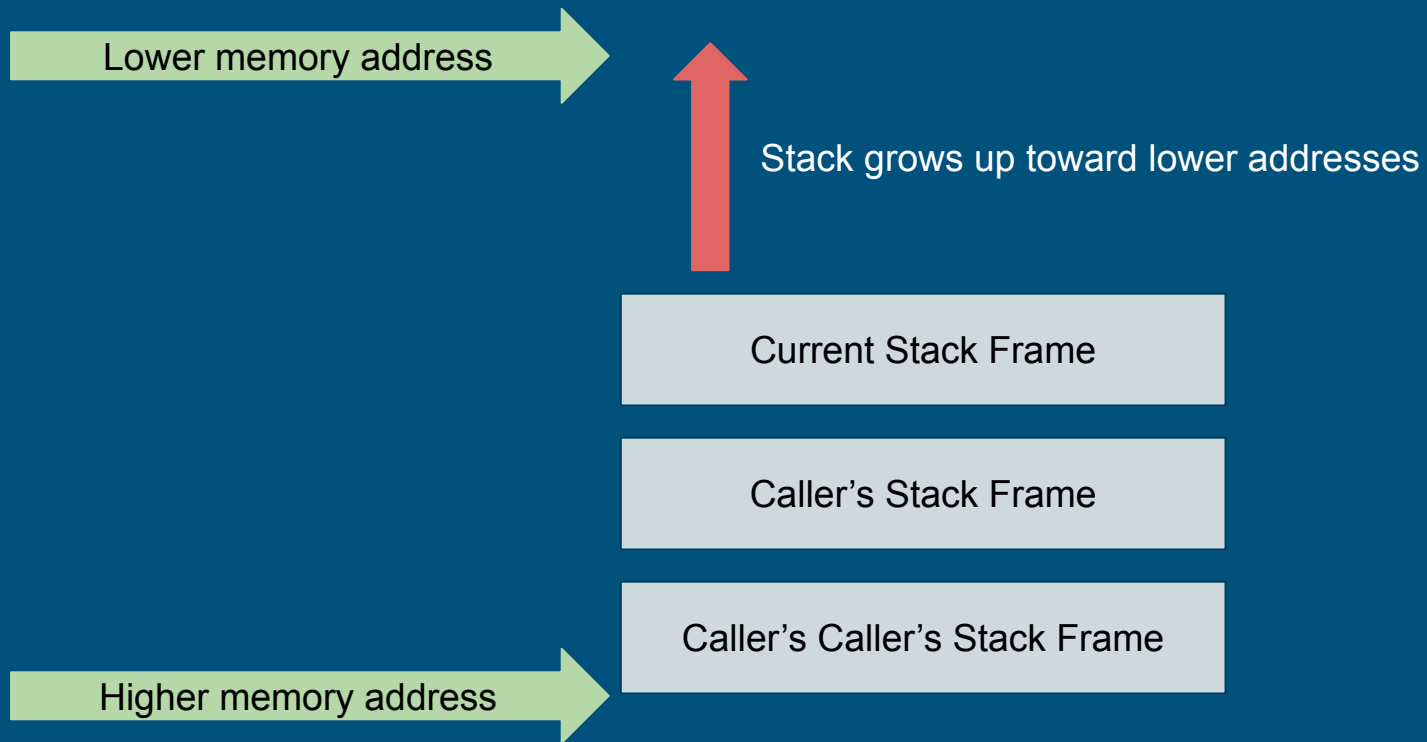 Lower memory address
Stack grows up toward lower addresses
Current Stack Frame
Caller’s Stack Frame
Caller’s Caller’s Stack Frame
Higher memory address